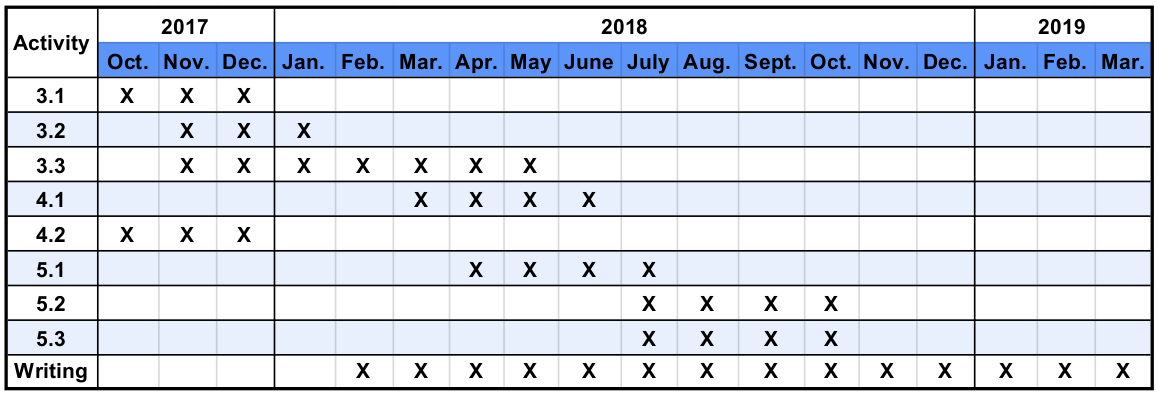 Activity 2017 2018 2019
Oct. Nov. Dec. Jan. Feb. Mar. Apr. May June July Aug. Sept. Oct. Nov. Dec. Jan. Feb. Mar.
3.1 X X X
3.2 X X X
3.3 X X X X X X X
4.1 X X X X
4.2 X X X
5.1 X X X X
5.2 X X X X
5.3 X X X X
Writing X X X X X X X X X X X X X X